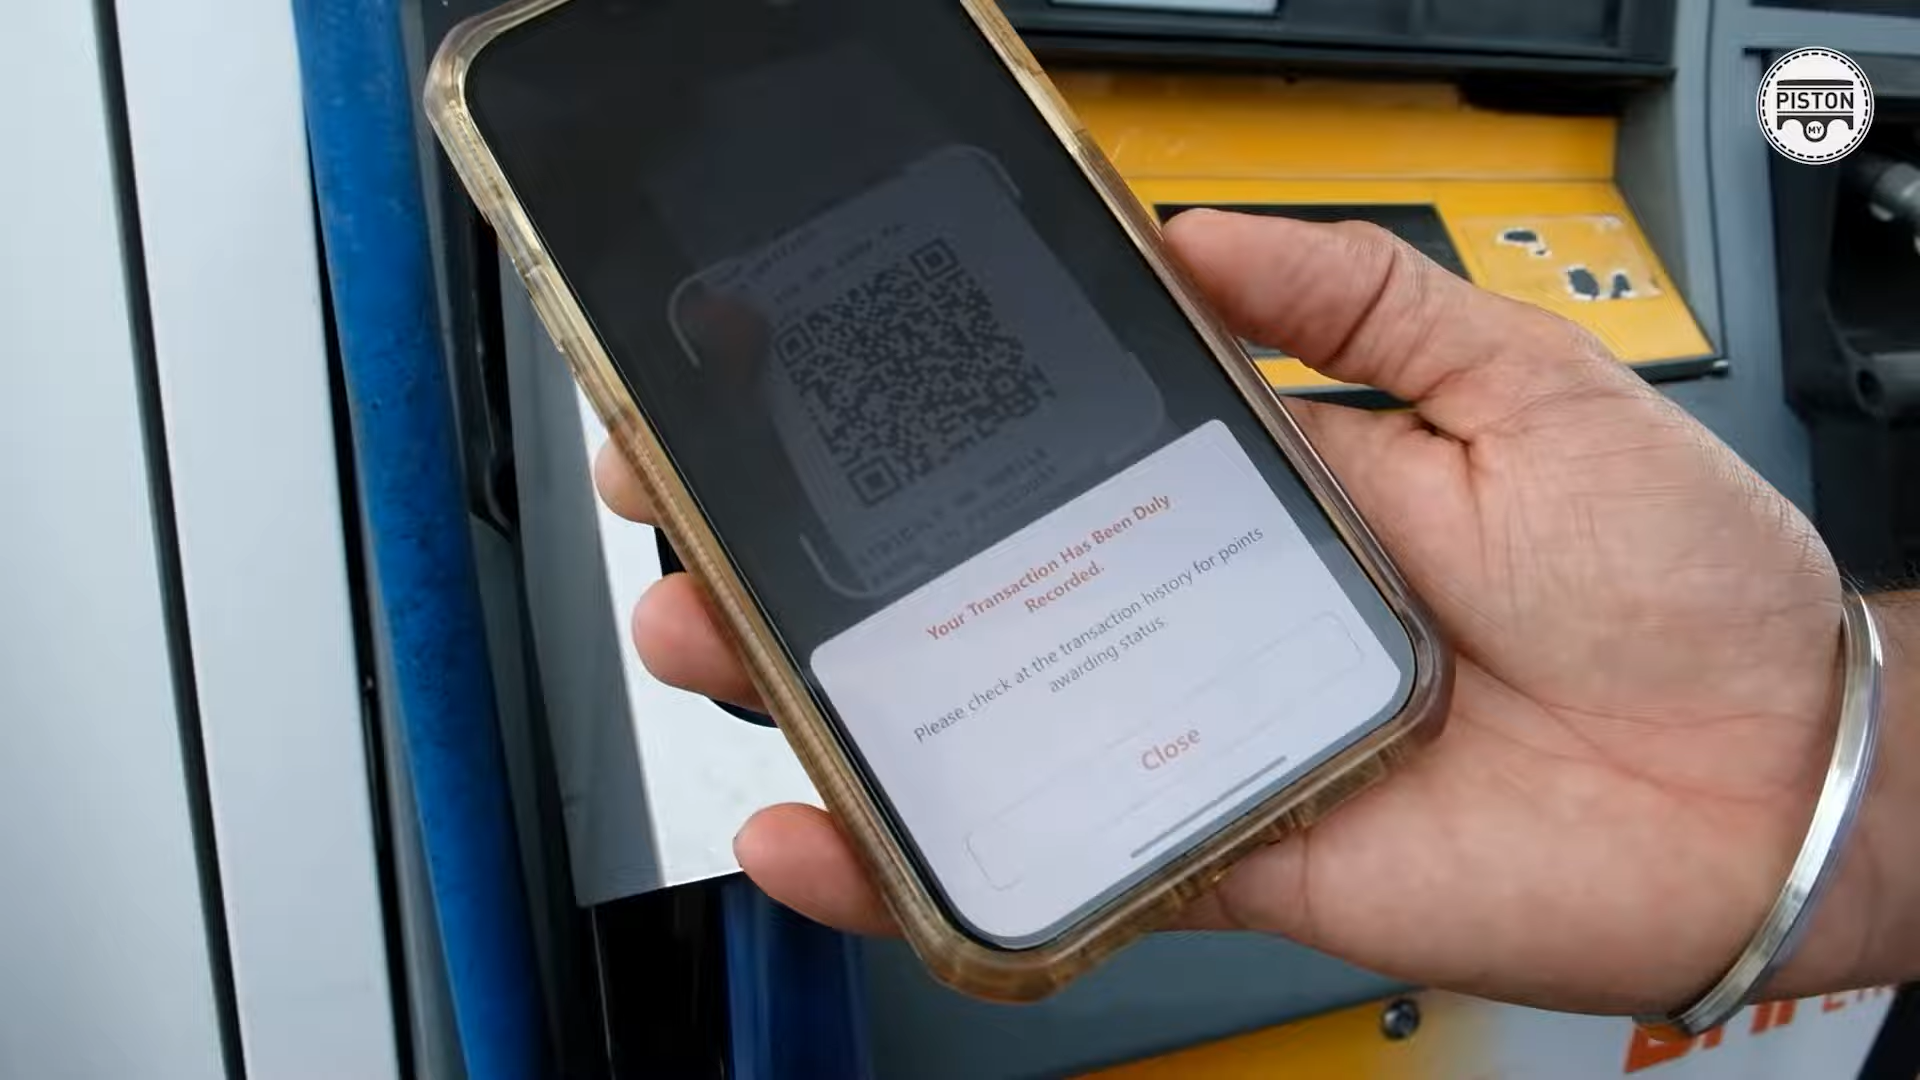 PISTON
MY
Your Transaction Has Been Duly
Recorded.
Please check at the transaction history for points
awarding status.
Close